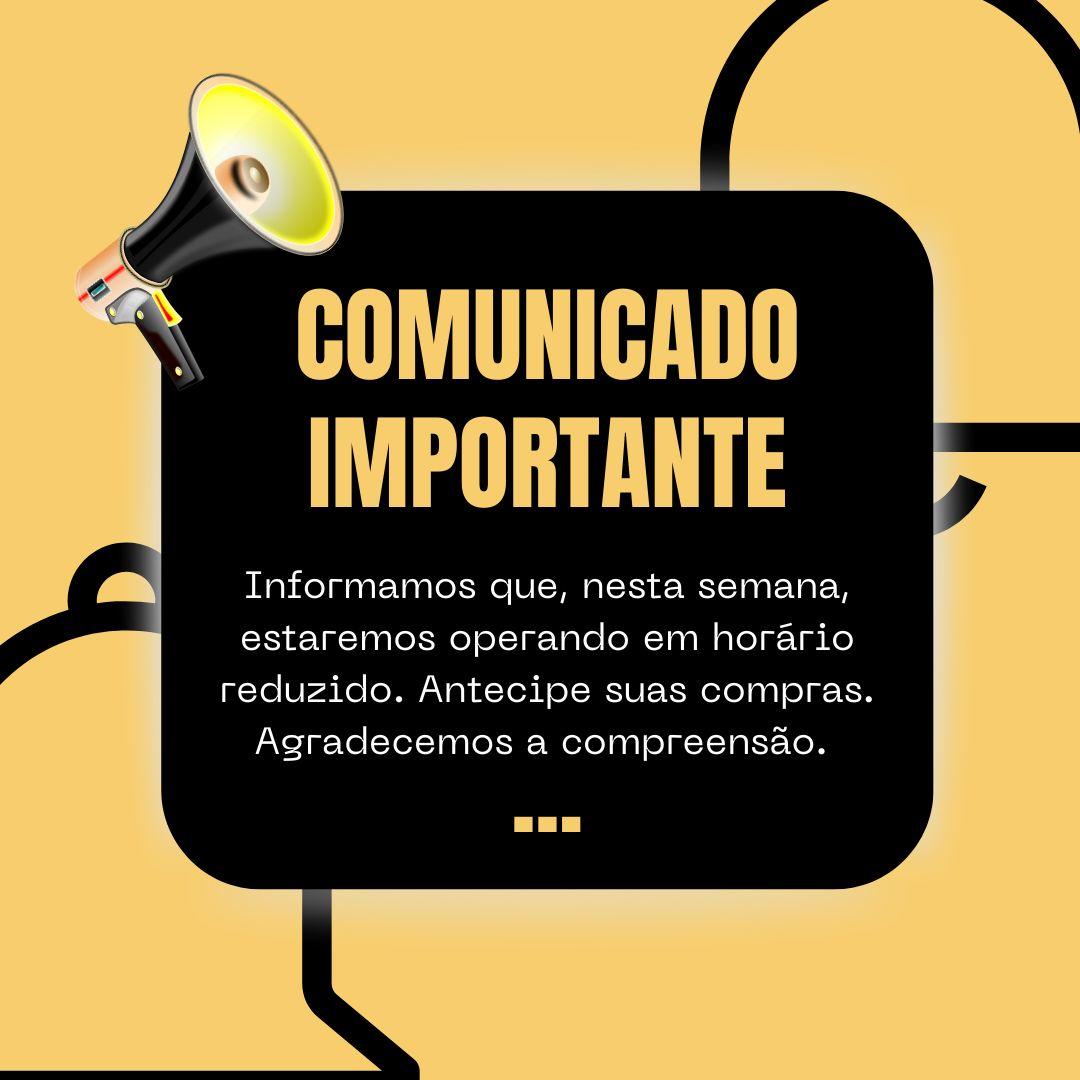 COMUNICADO
IMPORTANTE
Informamos que, nesta semana,
estaremos operando em horário
reduzido. Antecipe suas compras.
Agradecemos a compreensão.